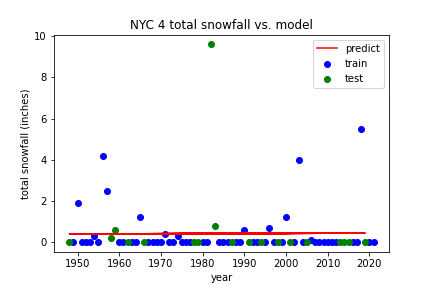 NYC 4 total snowfall vs. model
10
8
6
4
2
0
total snowfall (inches)
predict
train
test
1950 1960 1970 1980 1990 2000 2010 2020
year